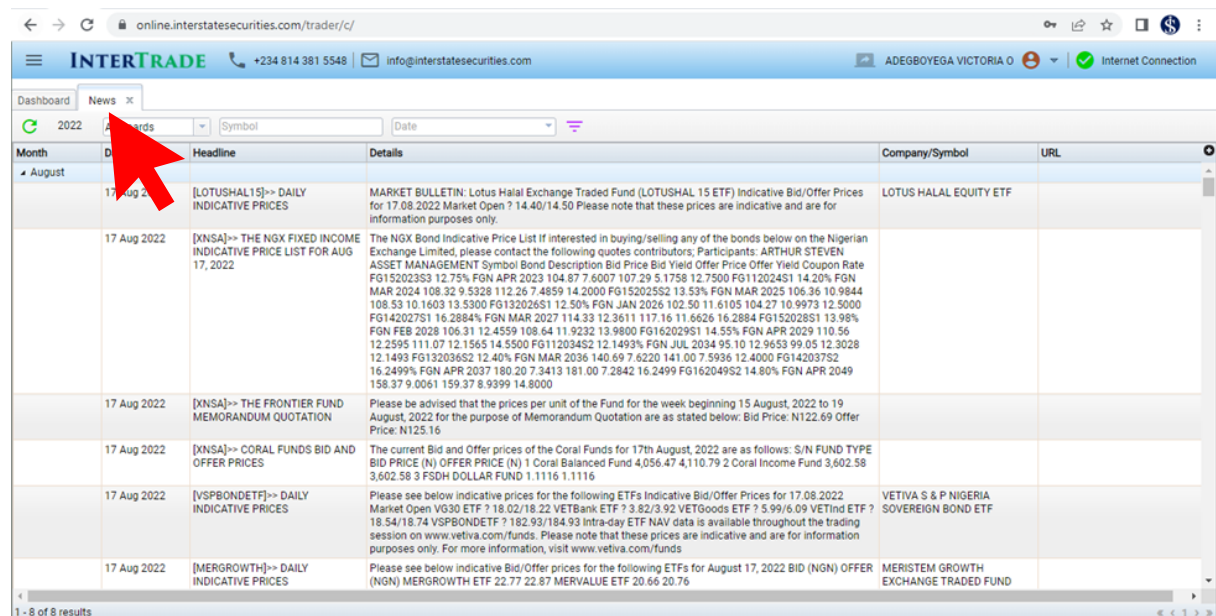 online.interstatesecurities.com/trader/c/
INTERTRADE +234 814 381 5548 info@interstatesecurities.com ADEGBOYEGA VICTORIA O Internet Connection
Dashboard News x
2022 Symbol Date
Month Headline Details Company/Symbol URL
August
17 Aug [LOTUSHAL15]>> DAILY INDICATIVE PRICES
MARKET BULLETIN: Lotus Halal Exchange Traded Fund (LOTUSHAL 15 ETF) Indicative Bid/Offer Prices
for 17.08.2022 Market Open ? 14.40/14.50 Please note that these prices are indicative and are for
information purposes only.
LOTUS HALAL EQUITY ETF
17 Aug 2022
[XNSA]>> THE NGX FIXED INCOME
INDICATIVE PRICE LIST FOR AUG
17, 2022
The NGX Bond Indicative Price List If interested in buying/selling any of the bonds below on the Nigerian
Exchange Limited, please contact the following quotes contributors; Participants: ARTHUR STEVEN
ASSET MANAGEMENT Symbol Bond Description Bid Price Bid Yield Offer Price Offer Yield Coupon Rate
FG152023S3 12.75% FGN APR 2023 104.87 7.6007 107.29 5.1758 12.7500 FG112024S1 14.20% FGN
MAR 2024 108.32 9.5328 112.26 7.4859 14.2000 FG152025S2 13.53% FGN MAR 2025 106.36 10.9844
108.53 10.1603 13.5300 FG132026S1 12.50% FGN JAN 2026 102.50 11.6105 104.27 10.9973 12.5000
FG142027S1 16.2884% FGN MAR 2027 114.33 12.3611 117.16 11.6626 16.2884 FG152028S1 13.98%
FGN FEB 2028 106.31 12.4559 108.64 11.9232 13.9800 FG162029S1 14.55% FGN APR 2029 110.56
12.2595 111.07 12.1565 14.5500 FG112034S2 12.1493% FGN JUL 2034 95.10 12.9653 99.05 12.3028
12.1493 FG132036S2 12.40% FGN MAR 2036 140.69 7.6220 141.00 7.5936 12.4000 FG142037S2
16.2499% FGN APR 2037 180.20 7.3413 181.00 7.2842 16.2499 FG162049S2 14.80% FGN APR 2049
158.37 9.0061 159.37 8.9399 14.8000
17 Aug 2022
[XNSA]>> THE FRONTIER FUND
MEMORANDUM QUOTATION
Please be advised that the prices per unit of the Fund for the week beginning 15 August, 2022 to 19
August, 2022 for the purpose of Memorandum Quotation are as stated below: Bid Price: N122.69 Offer
Price: N125.16
17 Aug 2022
[XNSA]>> CORAL FUNDS BID AND
OFFER PRICES
The current Bid and Offer prices of the Coral Funds for 17th August, 2022 are as follows: S/N FUND TYPE
BID PRICE (N) OFFER PRICE (N) 1 Coral Balanced Fund 4,056.47 4,110.79 2 Coral Income Fund 3,602.58
3,602.58 3 FSDH DOLLAR FUND 1.1116 1.1116
17 Aug 2022
[VSPBONDETF]>> DAILY
INDICATIVE PRICES
Please see below indicative prices for the following ETFs Indicative Bid/Offer Prices for 17.08.2022
Market Open VG30 ETF ? 18.02/18.22 VETBank ETF ? 3.82/3.92 VETGoods ETF ? 5.99/6.09 VETInd ETF ?
18.54/18.74 VSPBONDETF ? 182.93/184.93 Intra-day ETF NAV data is available throughout the trading
session on www.vetiva.com/funds. Please note that these prices are indicative and are for information
purposes only. For more information, visit www.vetiva.com/funds
VETIVA S & P NIGERIA
SOVEREIGN BOND ETF
17 Aug 2022
[MERGROWTH]>> DAILY
INDICATIVE PRICES
Please see below indicative Bid/Offer prices for the following ETFs for August 17, 2022 BID (NGN) OFFER
(NGN) MERGROWTH ETF 22.77 22.87 MERVALUE ETF 20.66 20.76
MERISTEM GROWTH
EXCHANGE TRADED FUND
1 - 8 of 8 results
1